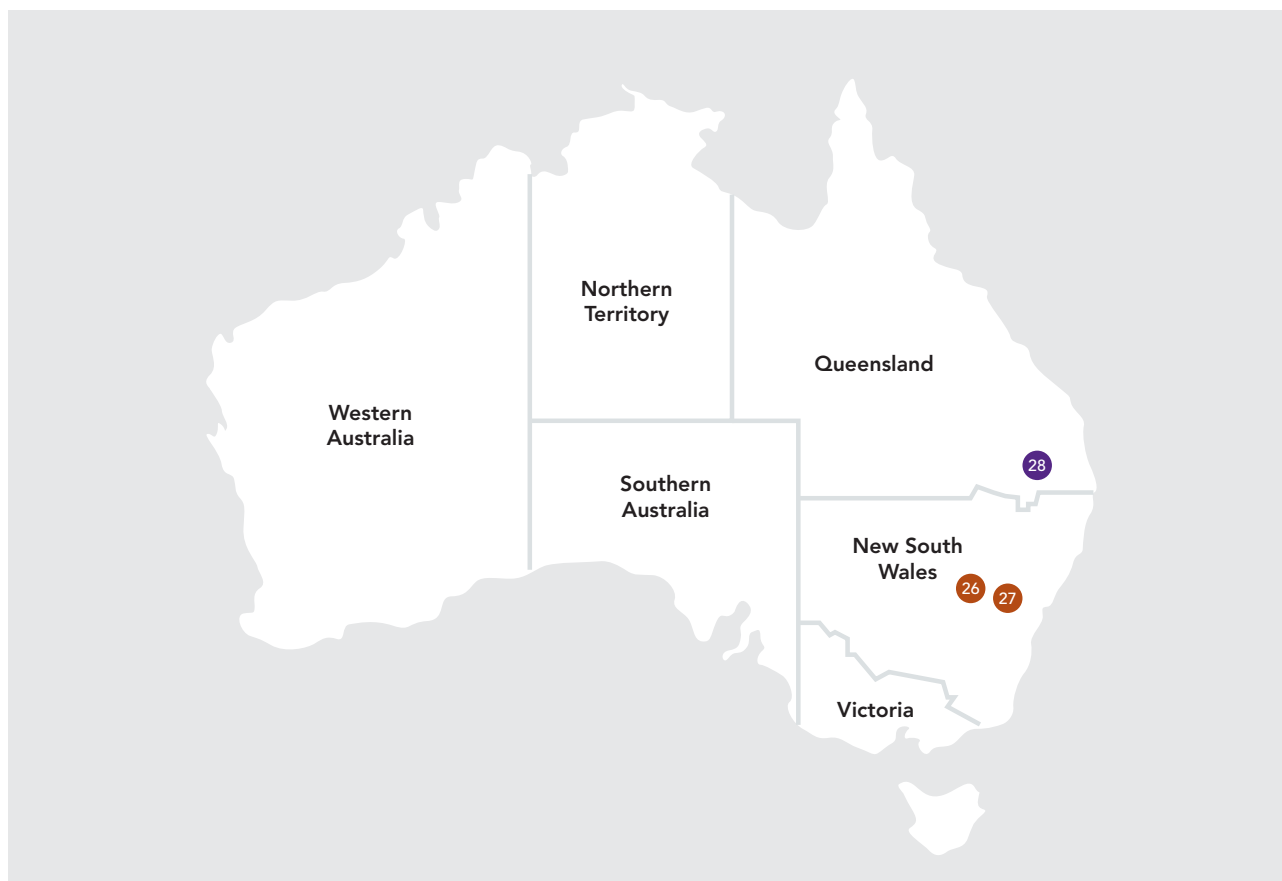 Northern
Territory
Queensland
Western
Australia
28
Southern
Australia
New South
Wales
26
27
Victoria